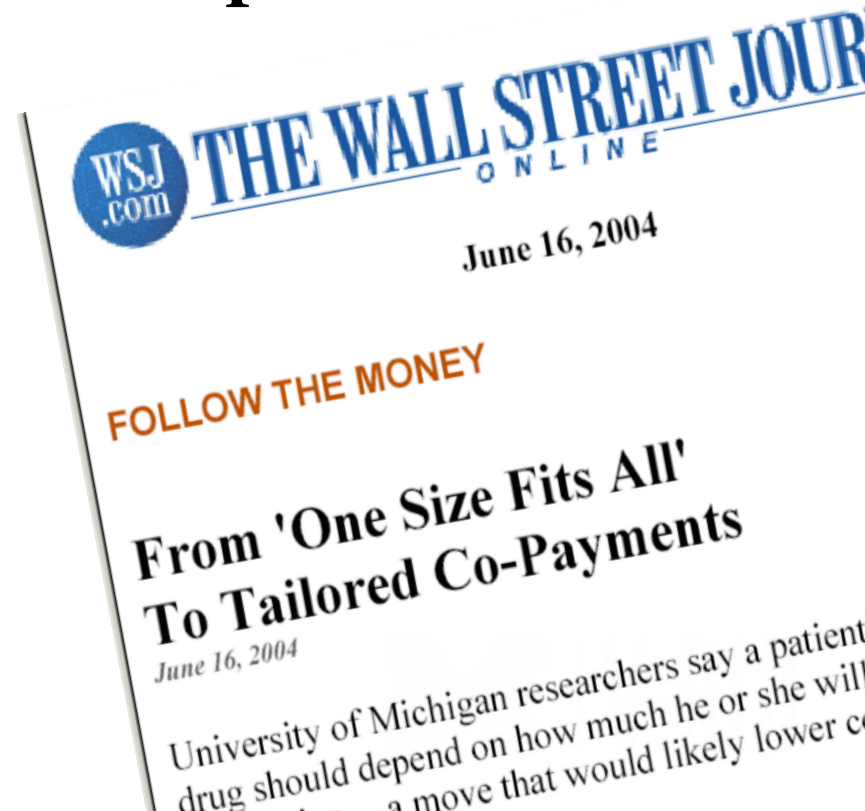 WSJ
.com
THE WALL STREET JOUR
ONLINE
June 16, 2004
FOLLOW THE MONEY
From 'One Size Fits All'
To Tailored Co-Payments
June 16, 2004
University of Michigan researchers say a patient
drug should depend on how much he or she will
a move that would likely lower